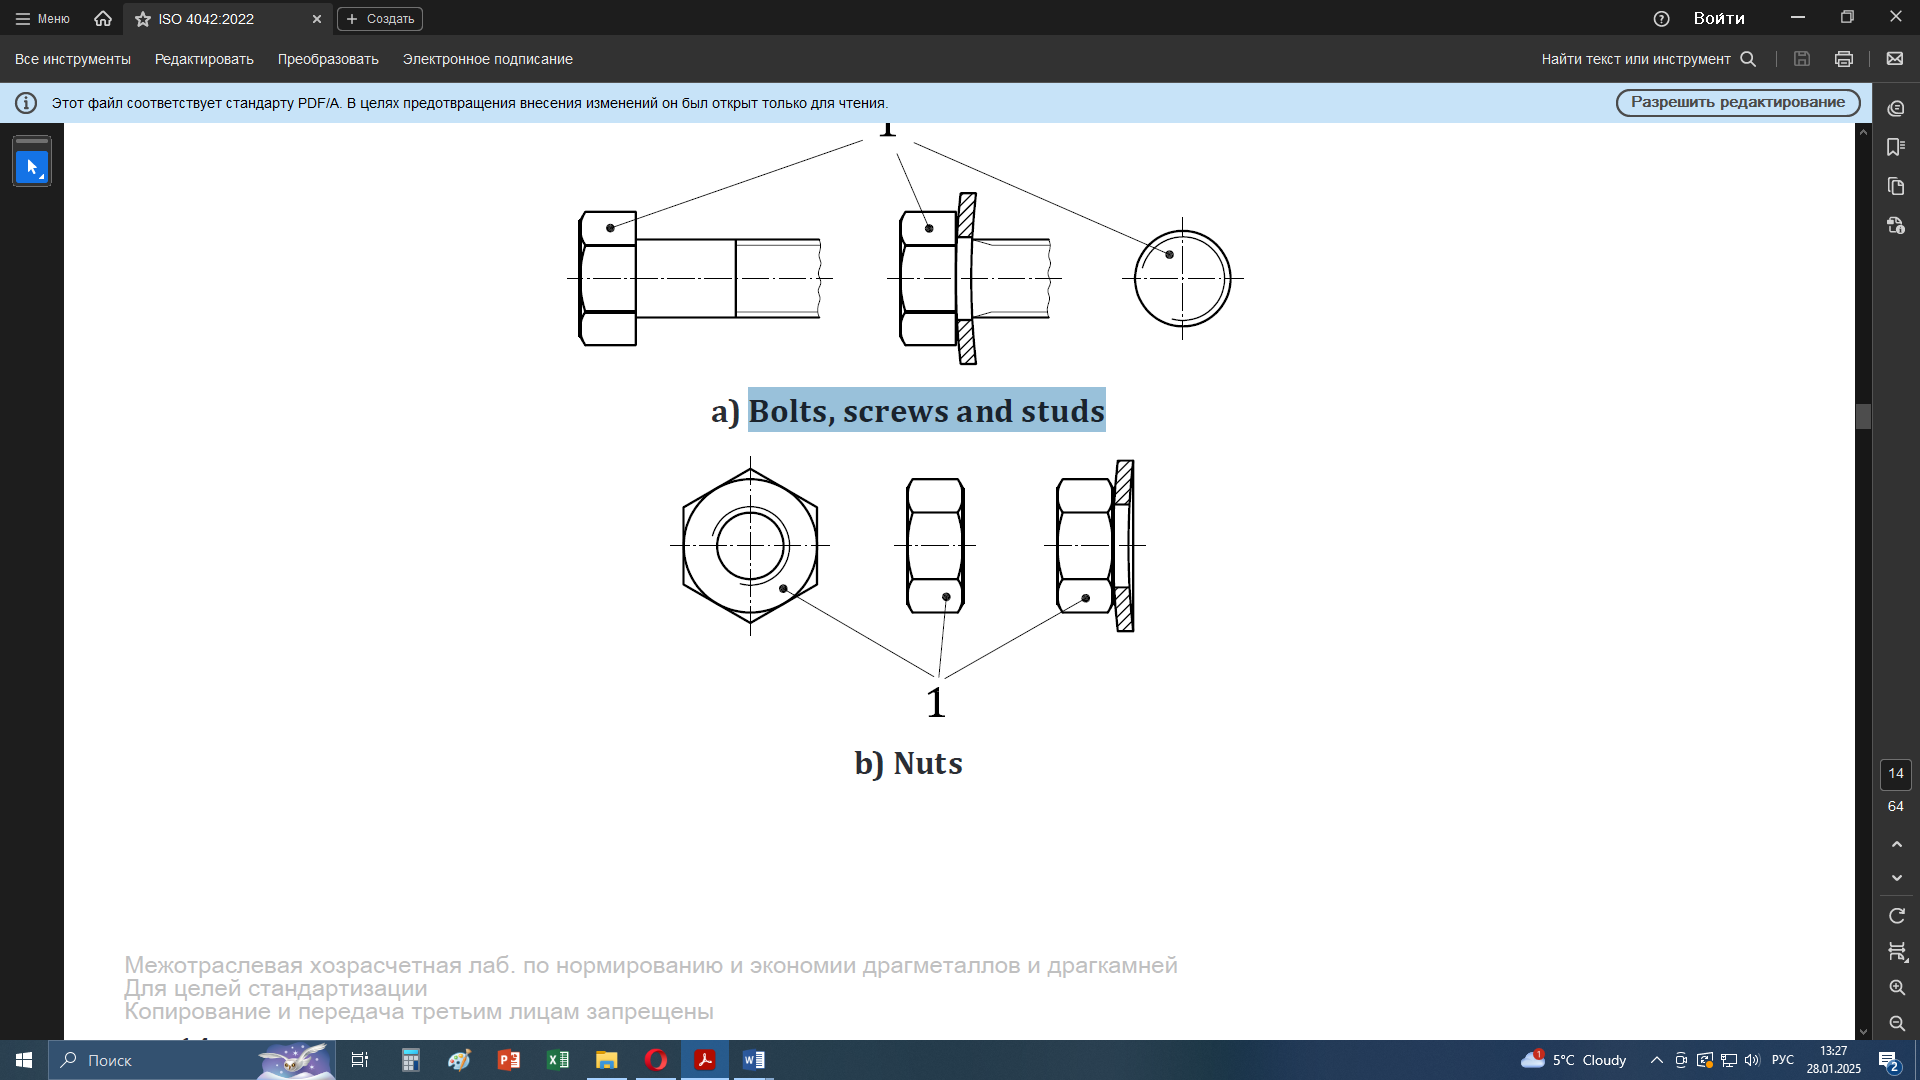 Меню
ISO 4042:2022
Создать
Войти
Все инструменты
Редактировать
Преобразовать
Электронное подписание
Найти текст или инструмент
Этот файл соответствует стандарту PDF/A. В целях предотвращения внесения изменений он был открыт только для чтения.
Разрешить редактирование
a) Bolts, screws and studs
1
b) Nuts
14
64
Межотраслевая хозрасчетная лаб. по нормированию и экономии драгметаллов и драгкамней
Для целей стандартизации
Копирование и передача третьим лицам запрещены
Поиск
1
5°C Cloudy
РУС
13:27
28.01.2025
2